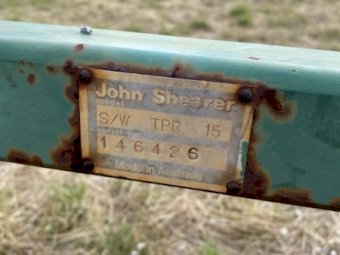 John Shearer
model
S/W TPR 15
serial no.
146426
Made in Australia